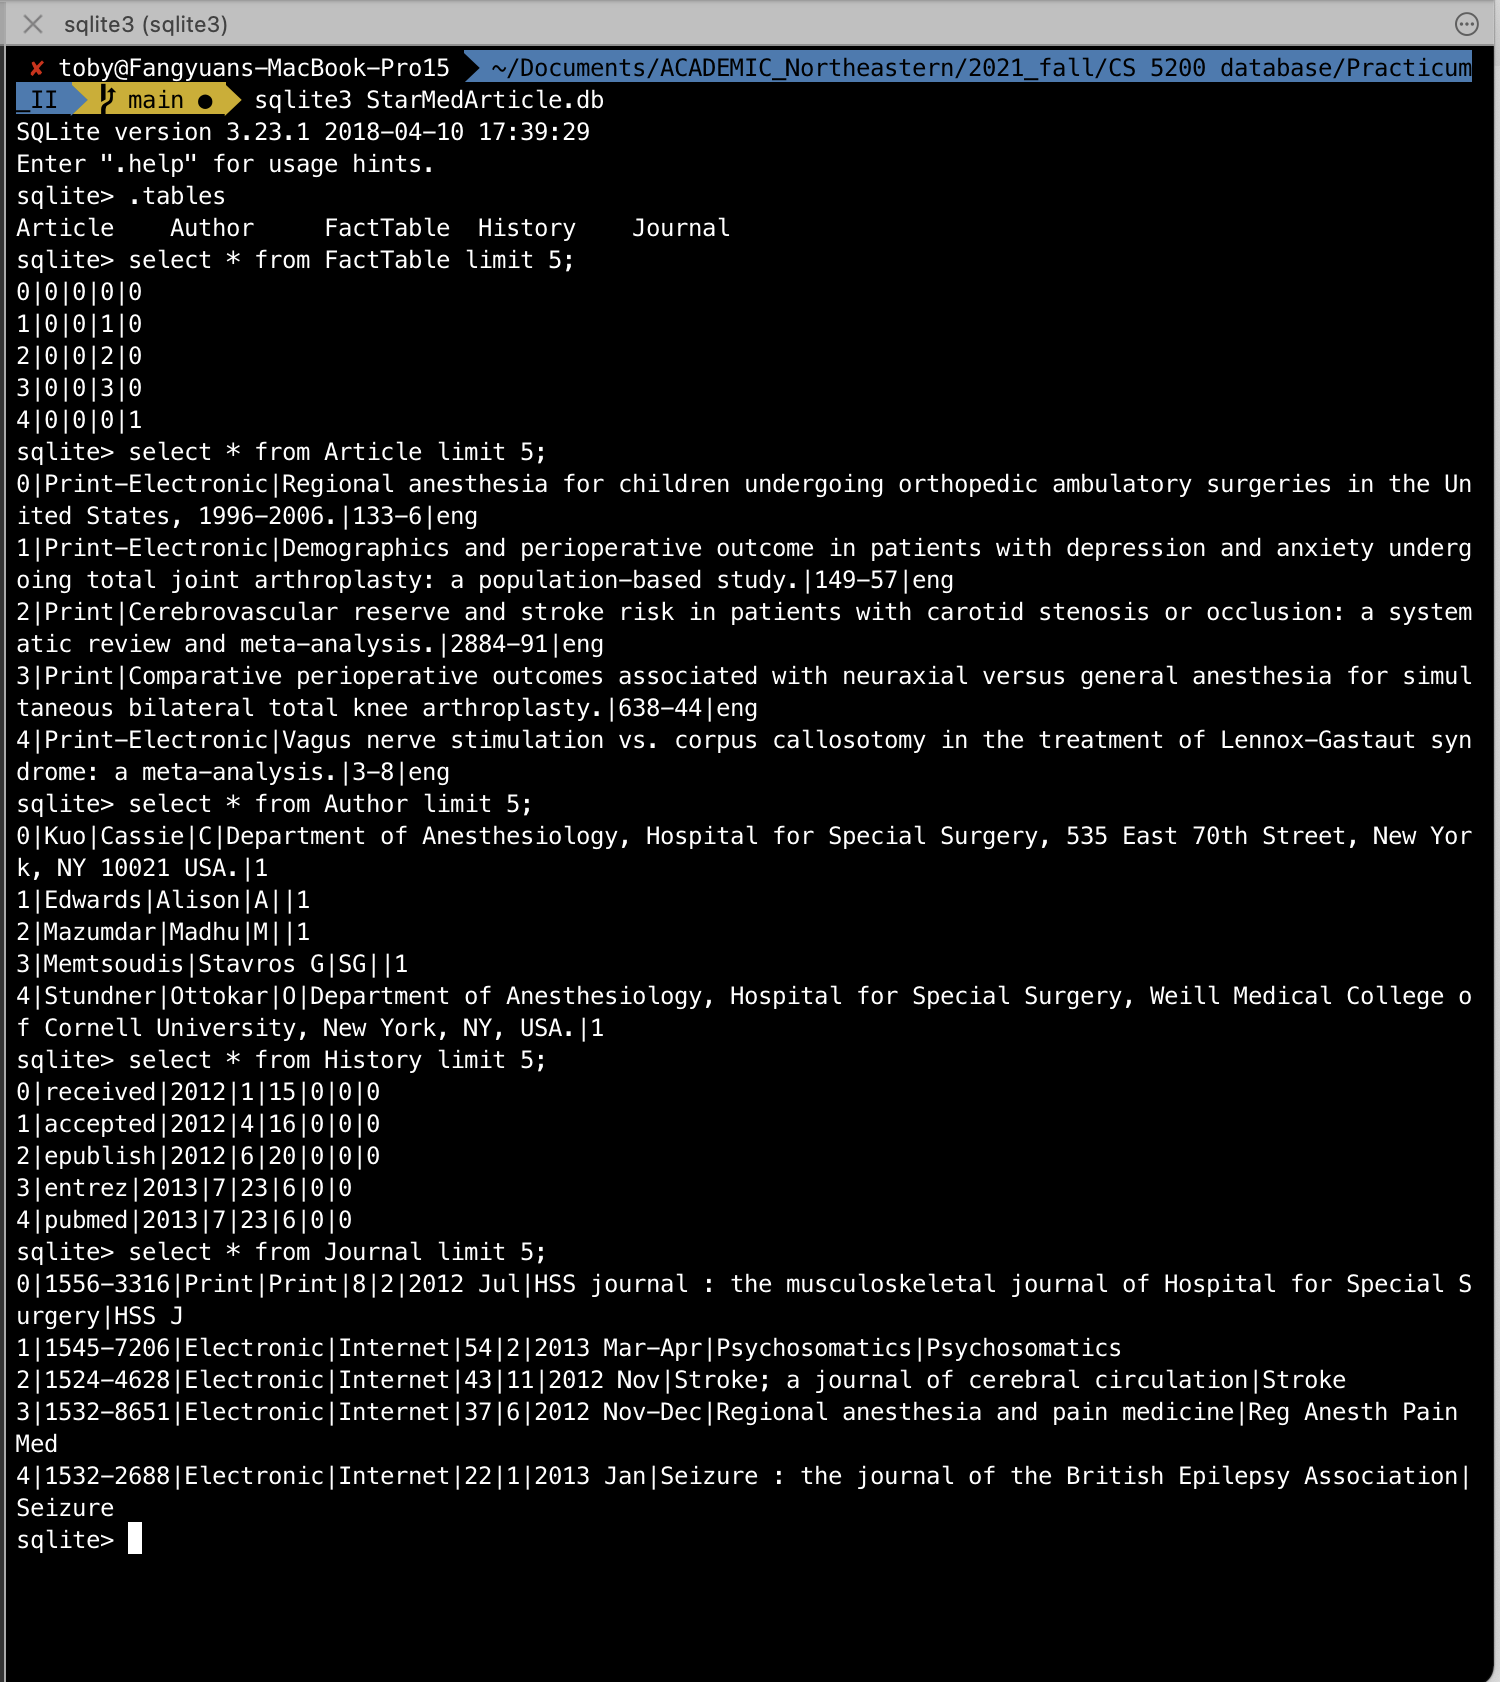 sqlite3 (sqlite3)
✘ toby@Fangyuans-MacBook-Pro15 ~/Documents/ACADEMIC_Northeastern/2021_fall/CS 5200 database/Practicum
_II main ● sqlite3 StarMedArticle.db
SQLite version 3.23.1 2018-04-10 17:39:29
Enter ".help" for usage hints.
sqlite> .tables
Article    Author     FactTable  History    Journal
sqlite> select * from FactTable limit 5;
0|0|0|0|0
1|0|0|1|0
2|0|0|2|0
3|0|0|3|0
4|0|0|0|1
sqlite> select * from Article limit 5;
0|Print-Electronic|Regional anesthesia for children undergoing orthopedic ambulatory surgeries in the Un
ited States, 1996-2006.|133-6|eng
1|Print-Electronic|Demographics and perioperative outcome in patients with depression and anxiety underg
oing total joint arthroplasty: a population-based study.|149-57|eng
2|Print|Cerebrovascular reserve and stroke risk in patients with carotid stenosis or occlusion: a system
atic review and meta-analysis.|2884-91|eng
3|Print|Comparative perioperative outcomes associated with neuraxial versus general anesthesia for simul
taneous bilateral total knee arthroplasty.|638-44|eng
4|Print-Electronic|Vagus nerve stimulation vs. corpus callosotomy in the treatment of Lennox-Gastaut syn
drome: a meta-analysis.|3-8|eng
sqlite> select * from Author limit 5;
0|Kuo|Cassie|C|Department of Anesthesiology, Hospital for Special Surgery, 535 East 70th Street, New Yor
k, NY 10021 USA.|1
1|Edwards|Alison|A||1
2|Mazumdar|Madhu|M||1
3|Memtsoudis|Stavros G|SG||1
4|Stundner|Ottokar|O|Department of Anesthesiology, Hospital for Special Surgery, Weill Medical College o
f Cornell University, New York, NY, USA.|1
sqlite> select * from History limit 5;
0|received|2012|1|15|0|0|0
1|accepted|2012|4|16|0|0|0
2|epublish|2012|6|20|0|0|0
3|entrez|2013|7|23|6|0|0
4|pubmed|2013|7|23|6|0|0
sqlite> select * from Journal limit 5;
0|1556-3316|Print|Print|8|2|2012 Jul|HSS journal : the musculoskeletal journal of Hospital for Special S
urgery|HSS J
1|1545-7206|Electronic|Internet|54|2|2013 Mar-Apr|Psychosomatics|Psychosomatics
2|1524-4628|Electronic|Internet|43|11|2012 Nov|Stroke; a journal of cerebral circulation|Stroke
3|1532-8651|Electronic|Internet|37|6|2012 Nov-Dec|Regional anesthesia and pain medicine|Reg Anesth Pain
Med
4|1532-2688|Electronic|Internet|22|1|2013 Jan|Seizure : the journal of the British Epilepsy Association|
Seizure
sqlite>